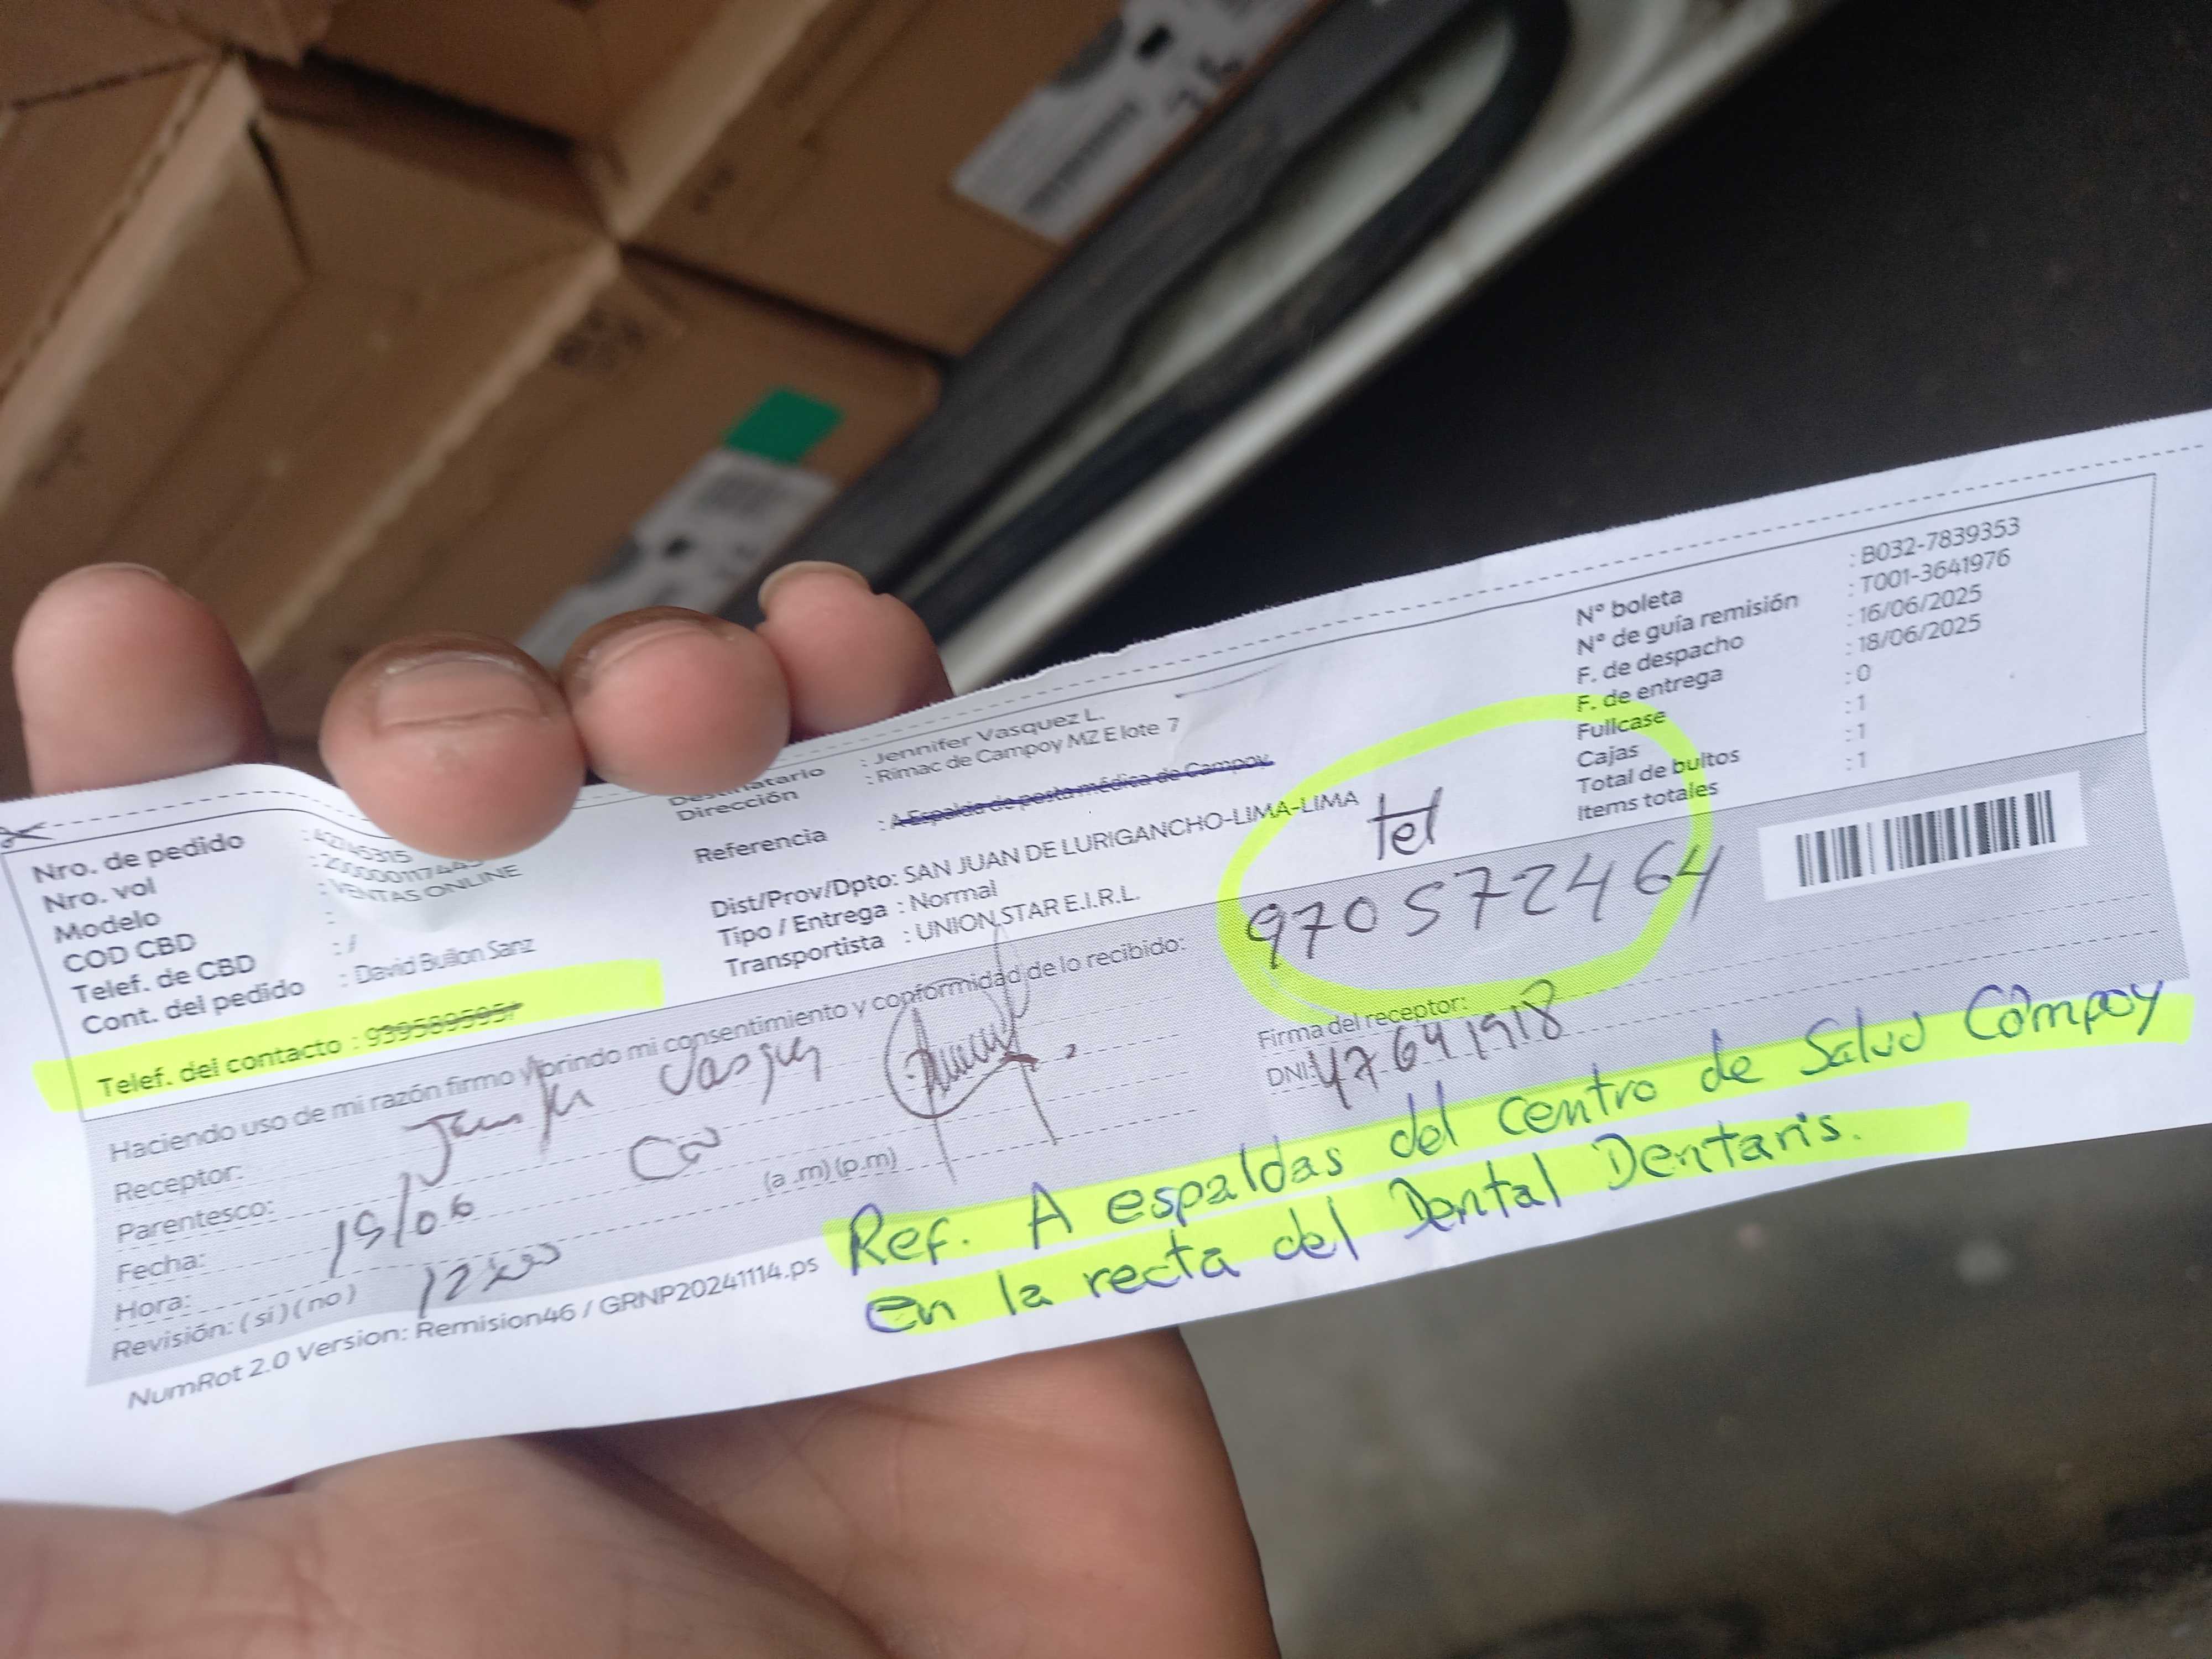 Nro. de pedido : 42745315
Nro. vol
Modelo : VENTAS ONLINE
COD CBD :
Telef. de CBD : /
Cont. del pedido : David Bullon Sanz
Telef. del contacto : 939589595
Destinatario : Jennifer Vasquez L.
Dirección : Rimac de Campoy MZ E lote 7
Referencia : A Espalda de posta médica de Campoy
Dist/Prov/Dpto: SAN JUAN DE LURIGANCHO-LIMA-LIMA
Tipo / Entrega : Normal
Transportista : UNION STAR E.I.R.L.
N° boleta : B032-7839353
N° de guía remisión : T001-3641976
F. de despacho : 16/06/2025
F. de entrega : 18/06/2025
Fullcase : 0
Cajas : 1
Total de bultos : 1
Items totales : 1
tel
970572464
Haciendo uso de mi razón firmo y brindo mi consentimiento y conformidad de lo recibido:
Receptor:
Parentesco:
Fecha: 19/06
Hora: (a .m) (p.m)
Revisión: ( si ) ( no )
Firma del receptor:
DNI: 47641918
Ref. A espaldas del centro de Salud Campoy
en la recta del Dental Dentaris.
NumRot 2.0 Version: Remision46 / GRNP20241114.ps